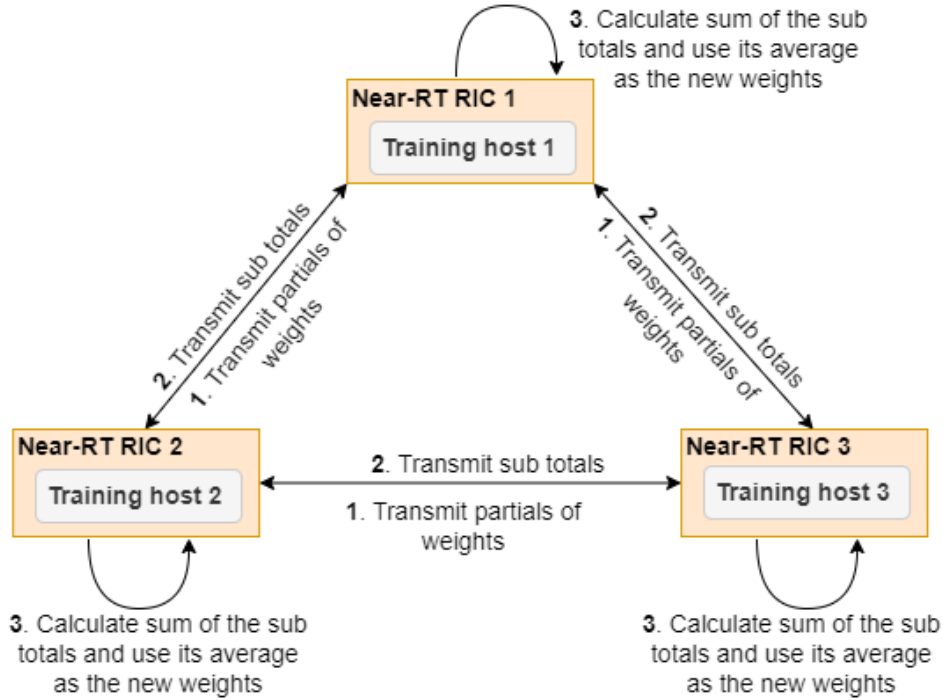 3. Calculate sum of the sub
totals and use its average
as the new weights
Near-RT RIC 1
Training host 1
2. Transmit sub totals
1. Transmit partials of
weights
2. Transmit sub totals
1. Transmit partials of
weights
Near-RT RIC 2
Training host 2
2. Transmit sub totals
1. Transmit partials of
weights
Near-RT RIC 3
Training host 3
3. Calculate sum of the sub
totals and use its average
as the new weights
3. Calculate sum of the sub
totals and use its average
as the new weights